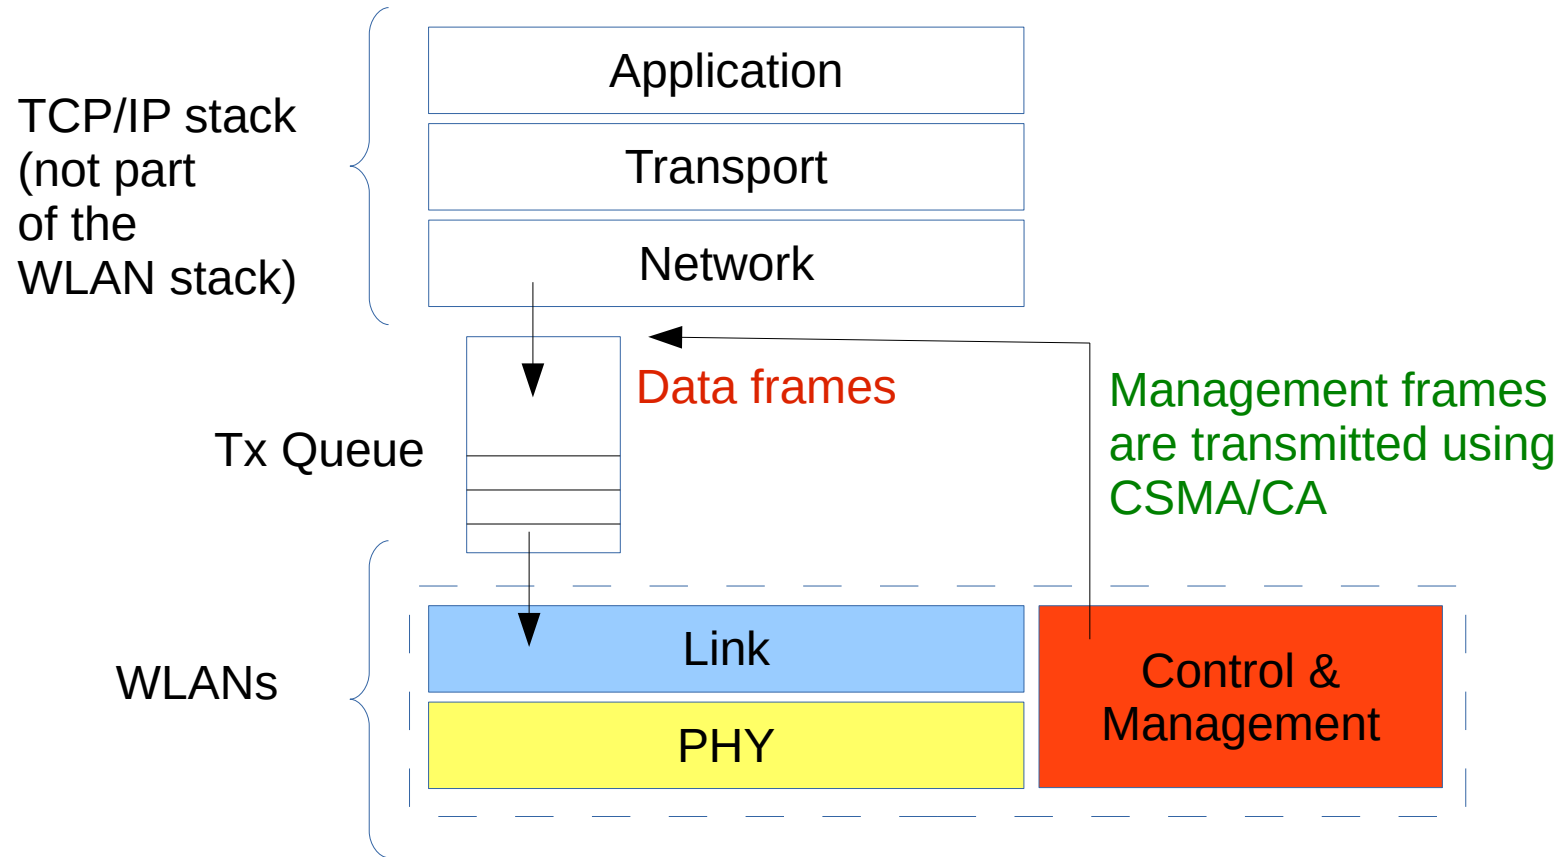 Application
TCP/IP stack
(not part
of the
WLAN stack)
Transport
Network
Data frames
Management frames
are transmitted using
CSMA/CA
Tx Queue
WLANs
Link
Control &
Management
PHY